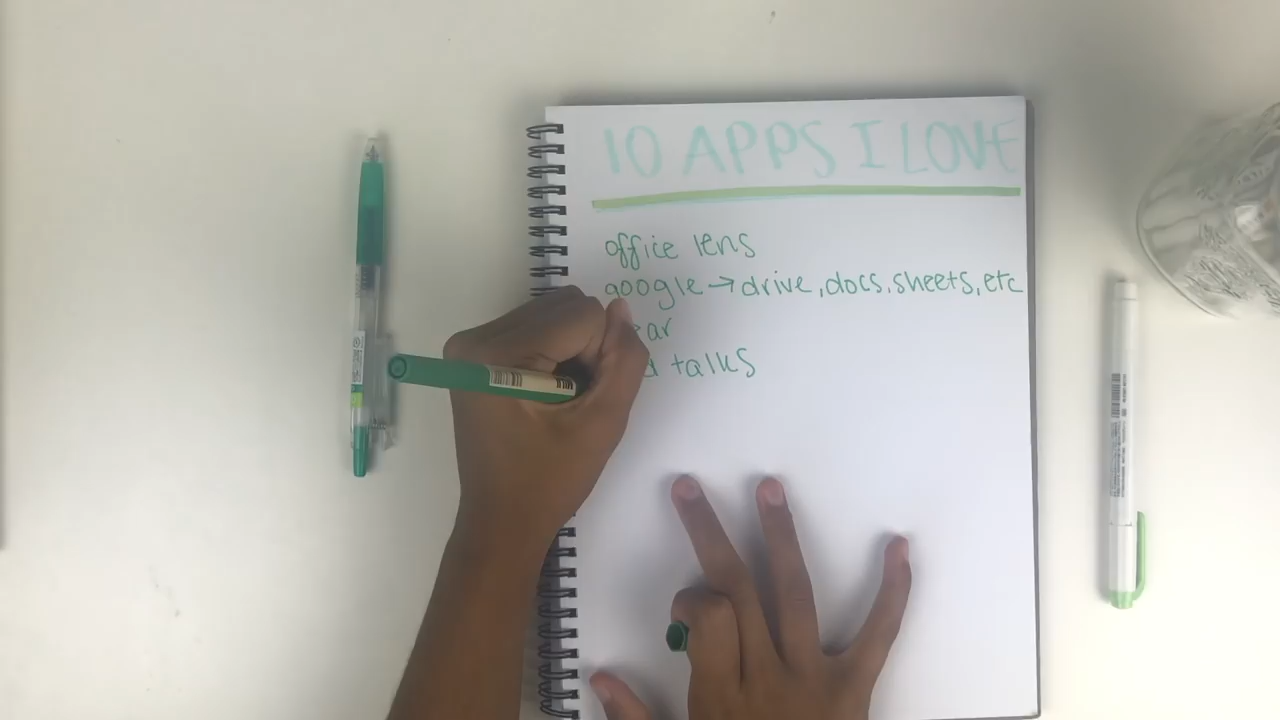 10 APPS I LOVE
office lens
google → drive, docs, sheets, etc
talks